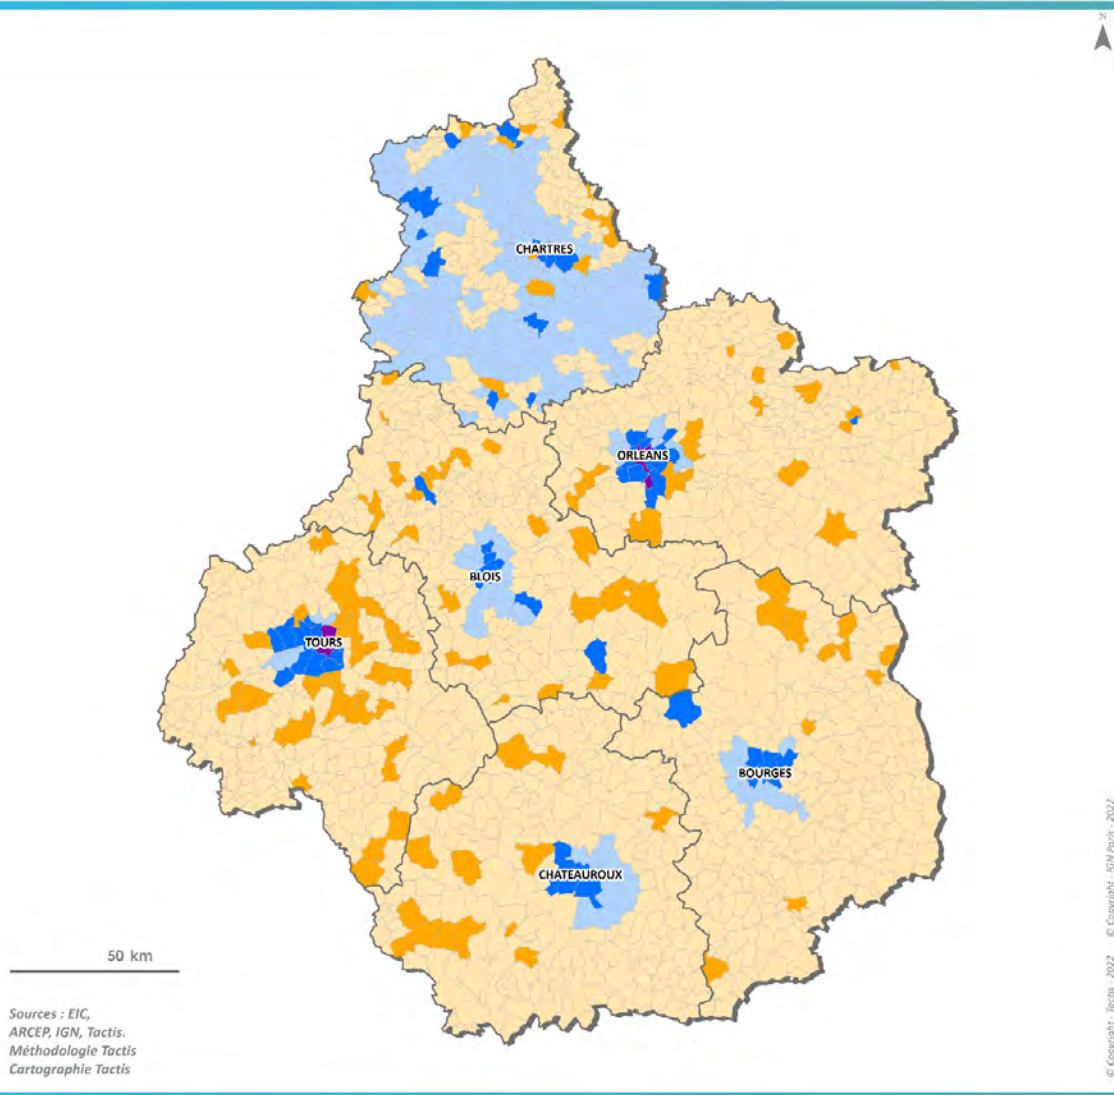 N
CHARTRES
ORLEANS
BLOIS
TOURS
BOURGES
CHATEAUROUX
50 km
Sources : EIC,
ARCEP, IGN, Tactis.
Méthodologie Tactis
Cartographie Tactis
© Copyright - Tactis - 2022 © Copyright - IGN Paris - 2022